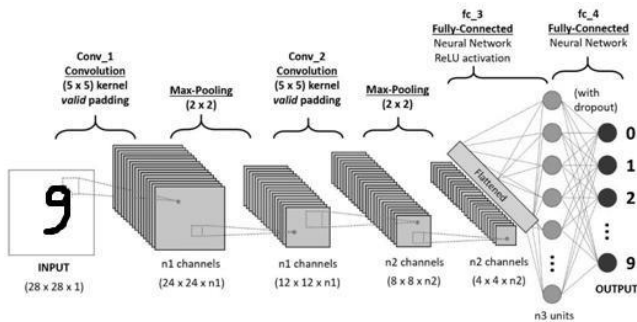 fc_3
Fully-Connected
Neural Network
ReLU activation
fc_4
Fully-Connected
Neural Network
Conv_1
Convolution
(5 x 5) kernel
valid padding
Max-Pooling
(2 x 2)
Conv_2
Convolution
(5 x 5) kernel
valid padding
Max-Pooling
(2 x 2)
(with
dropout)
9
Flattened
0
1
2
9
INPUT
(28 x 28 x 1)
n1 channels
(24 x 24 x n1)
n1 channels
(12 x 12 x n1)
n2 channels
(8 x 8 x n2)
n2 channels
(4 x 4 x n2)
OUTPUT
n3 units